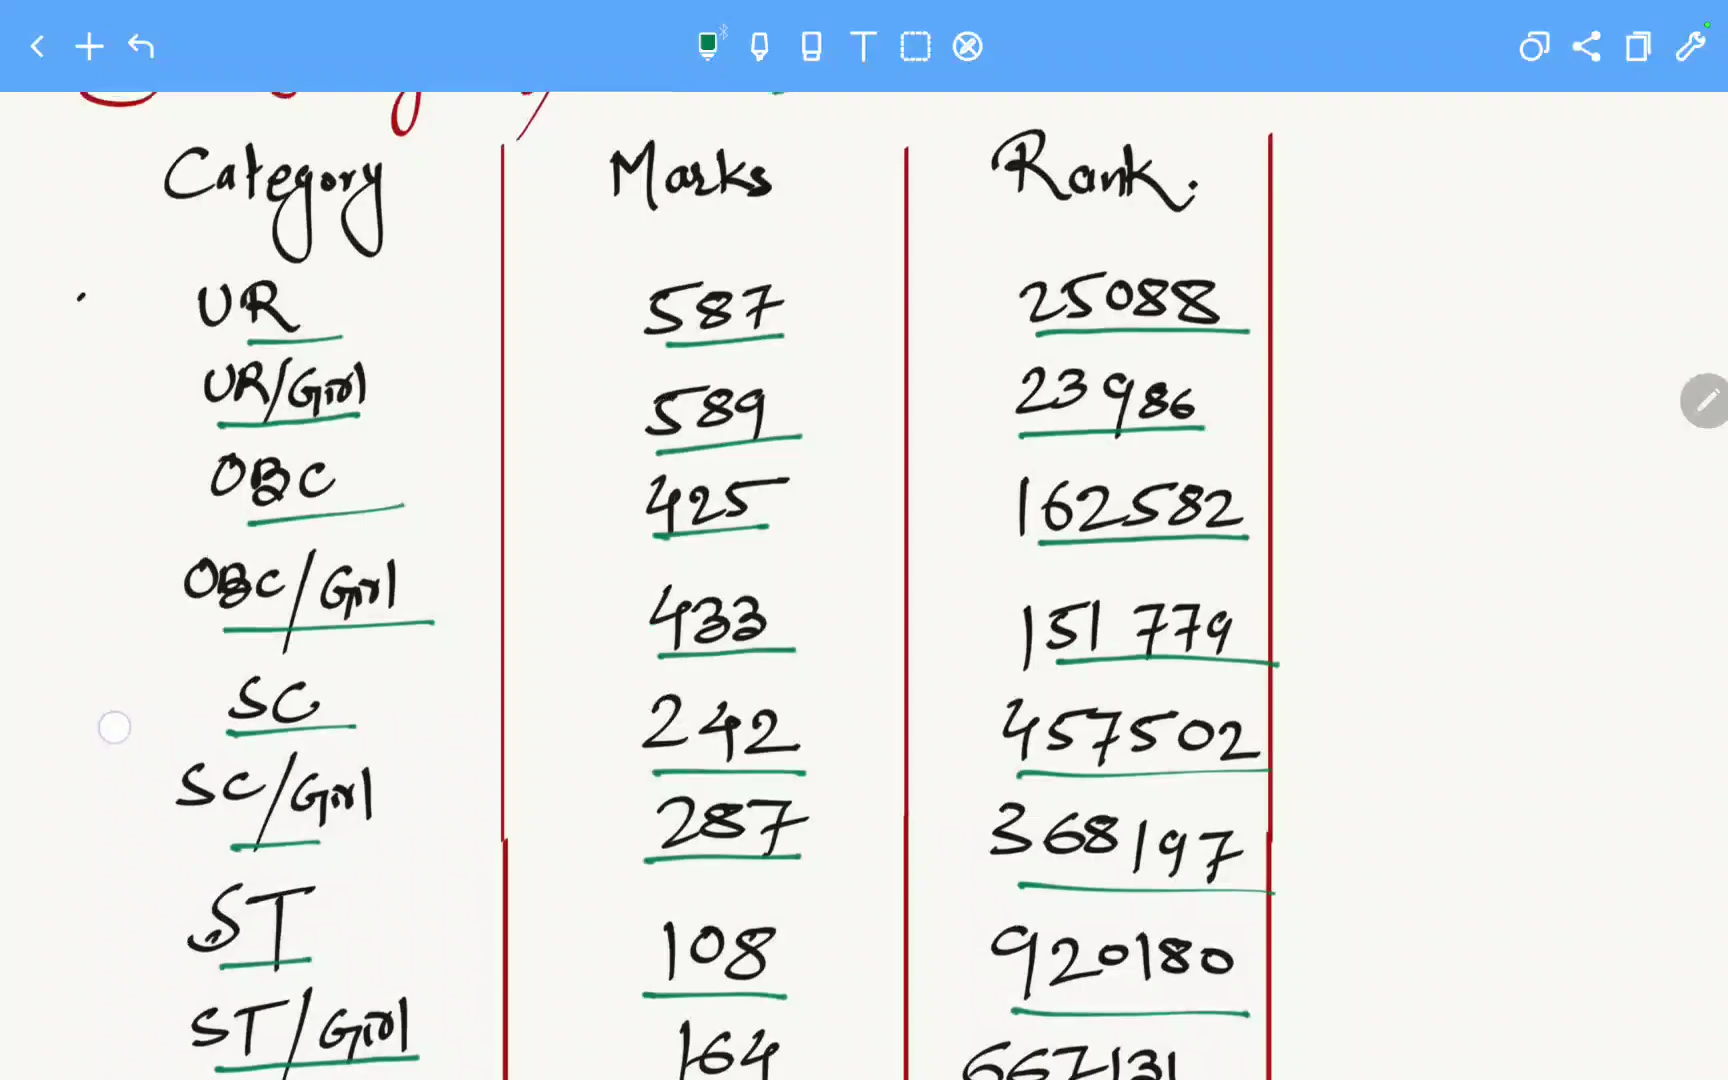 Category Marks Rank.
UR 587 25088
UR/Girl 589 23986
OBC 425 162582
OBC/Girl 433 151779
SC 242 457502
SC/Girl 287 368197
ST 108 920180
ST/Girl 164 667131